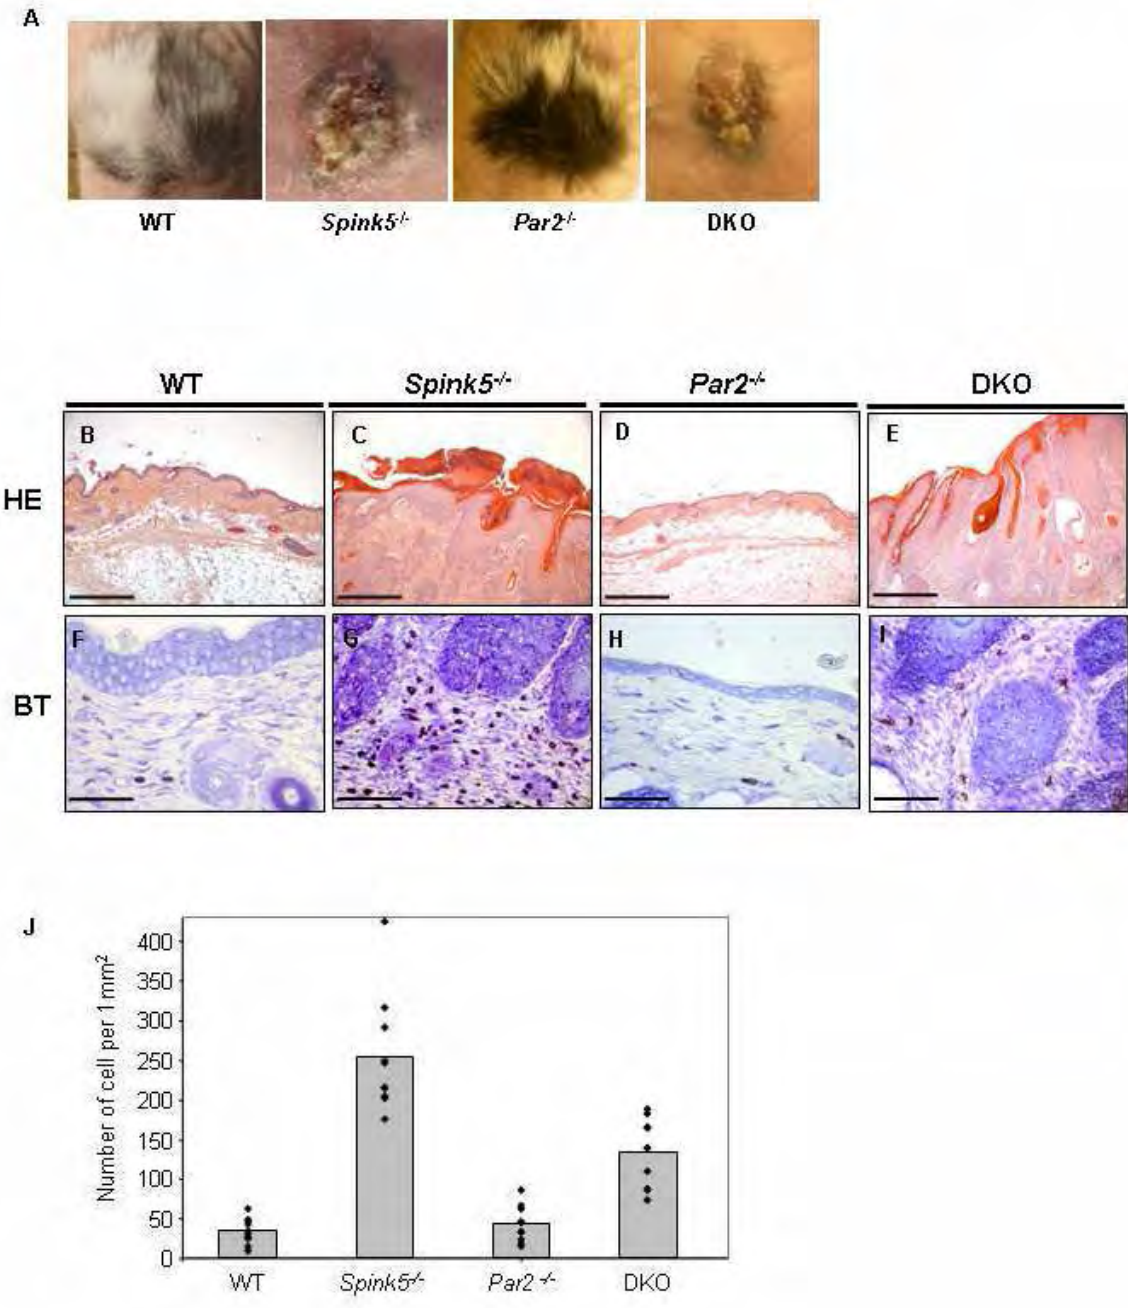 A
WT Spink5-/- Par2-/- DKO
WT Spink5-/- Par2-/- DKO
HE B C D E
BT F G H I
J
Number of cell per 1 mm2
400
350
300
250
200
150
100
50
0
WT Spink5-/- Par2 -/- DKO